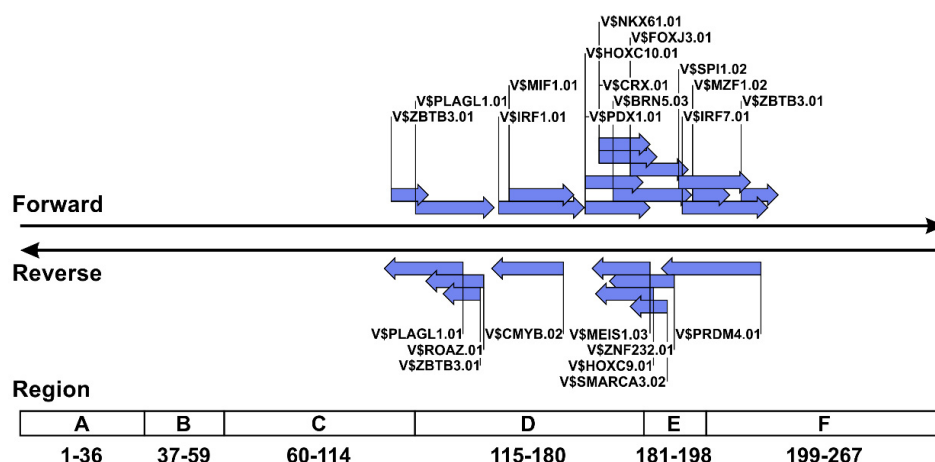 V$NKX61.01
V$FOXJ3.01
V$HOXC10.01
V$SPI1.02
V$MIF1.01 V$CRX.01 V$MZF1.02
V$PLAGL1.01 V$BRN5.03 V$ZBTB3.01
V$ZBTB3.01 V$IRF1.01 V$PDX1.01 V$IRF7.01
Forward
Reverse
V$PLAGL1.01 V$CMYB.02 V$MEIS1.03 V$PRDM4.01
V$ROAZ.01 V$ZNF232.01
V$ZBTB3.01 V$HOXC9.01
V$SMARCA3.02
Region
A B C D E F
1-36 37-59 60-114 115-180 181-198 199-267